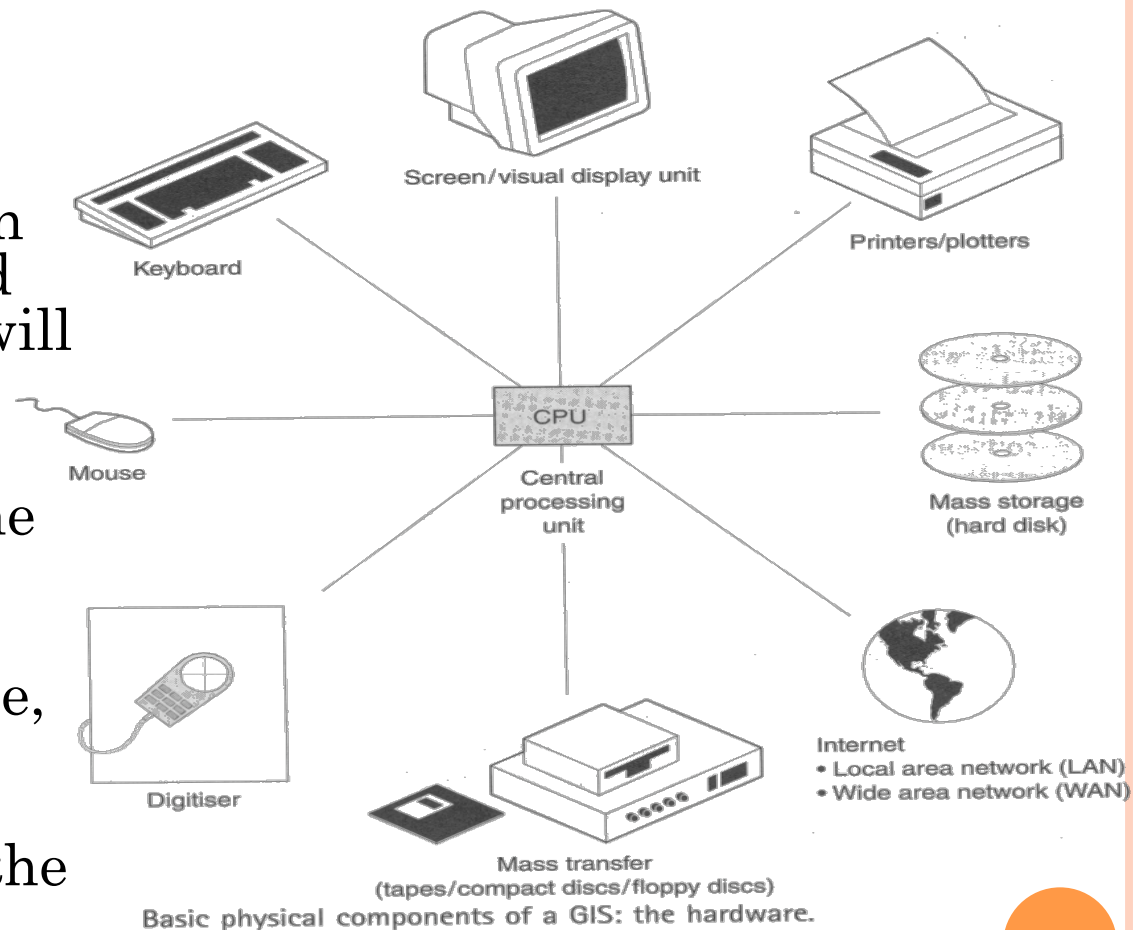 Screen/visual display unit
Keyboard
Printers/plotters
will
CPU
Mouse
Central
processing
unit
Mass storage
(hard disk)
e,
Internet
• Local area network (LAN)
• Wide area network (WAN)
Digitiser
Mass transfer
(tapes/compact discs/floppy discs)
the
Basic physical components of a GIS: the hardware.